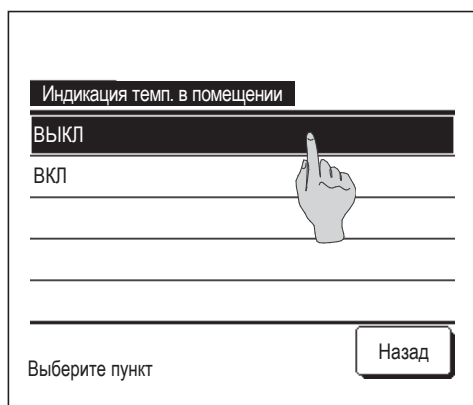 Индикация темп. в помещении
ВЫКЛ
ВКЛ
Назад
Выберите пункт